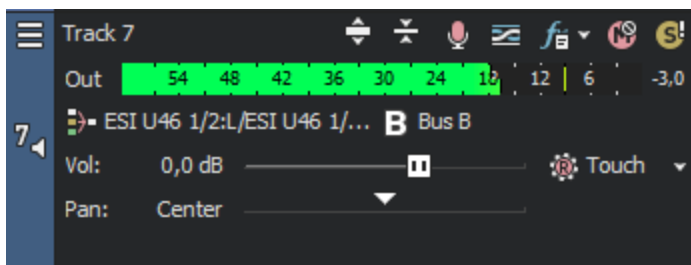 Track 7
Out 54 48 42 36 30 24 18 12 6 -3,0
7
ESI U46 1/2:L/ESI U46 1/... B Bus B
Vol: 0,0 dB R Touch
Pan: Center